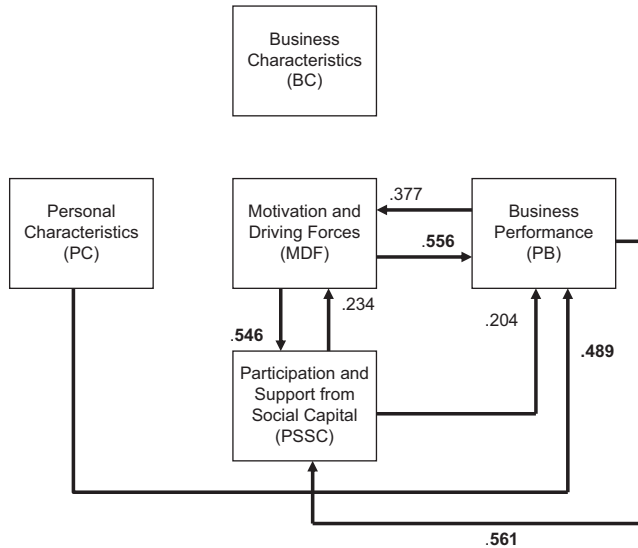 Business
Characteristics
(BC)
Personal
Characteristics
(PC)
Motivation and
Driving Forces
(MDF)
.377
.556
Business
Performance
(PB)
.546
.234
.204
.489
Participation and
Support from
Social Capital
(PSSC)
.561